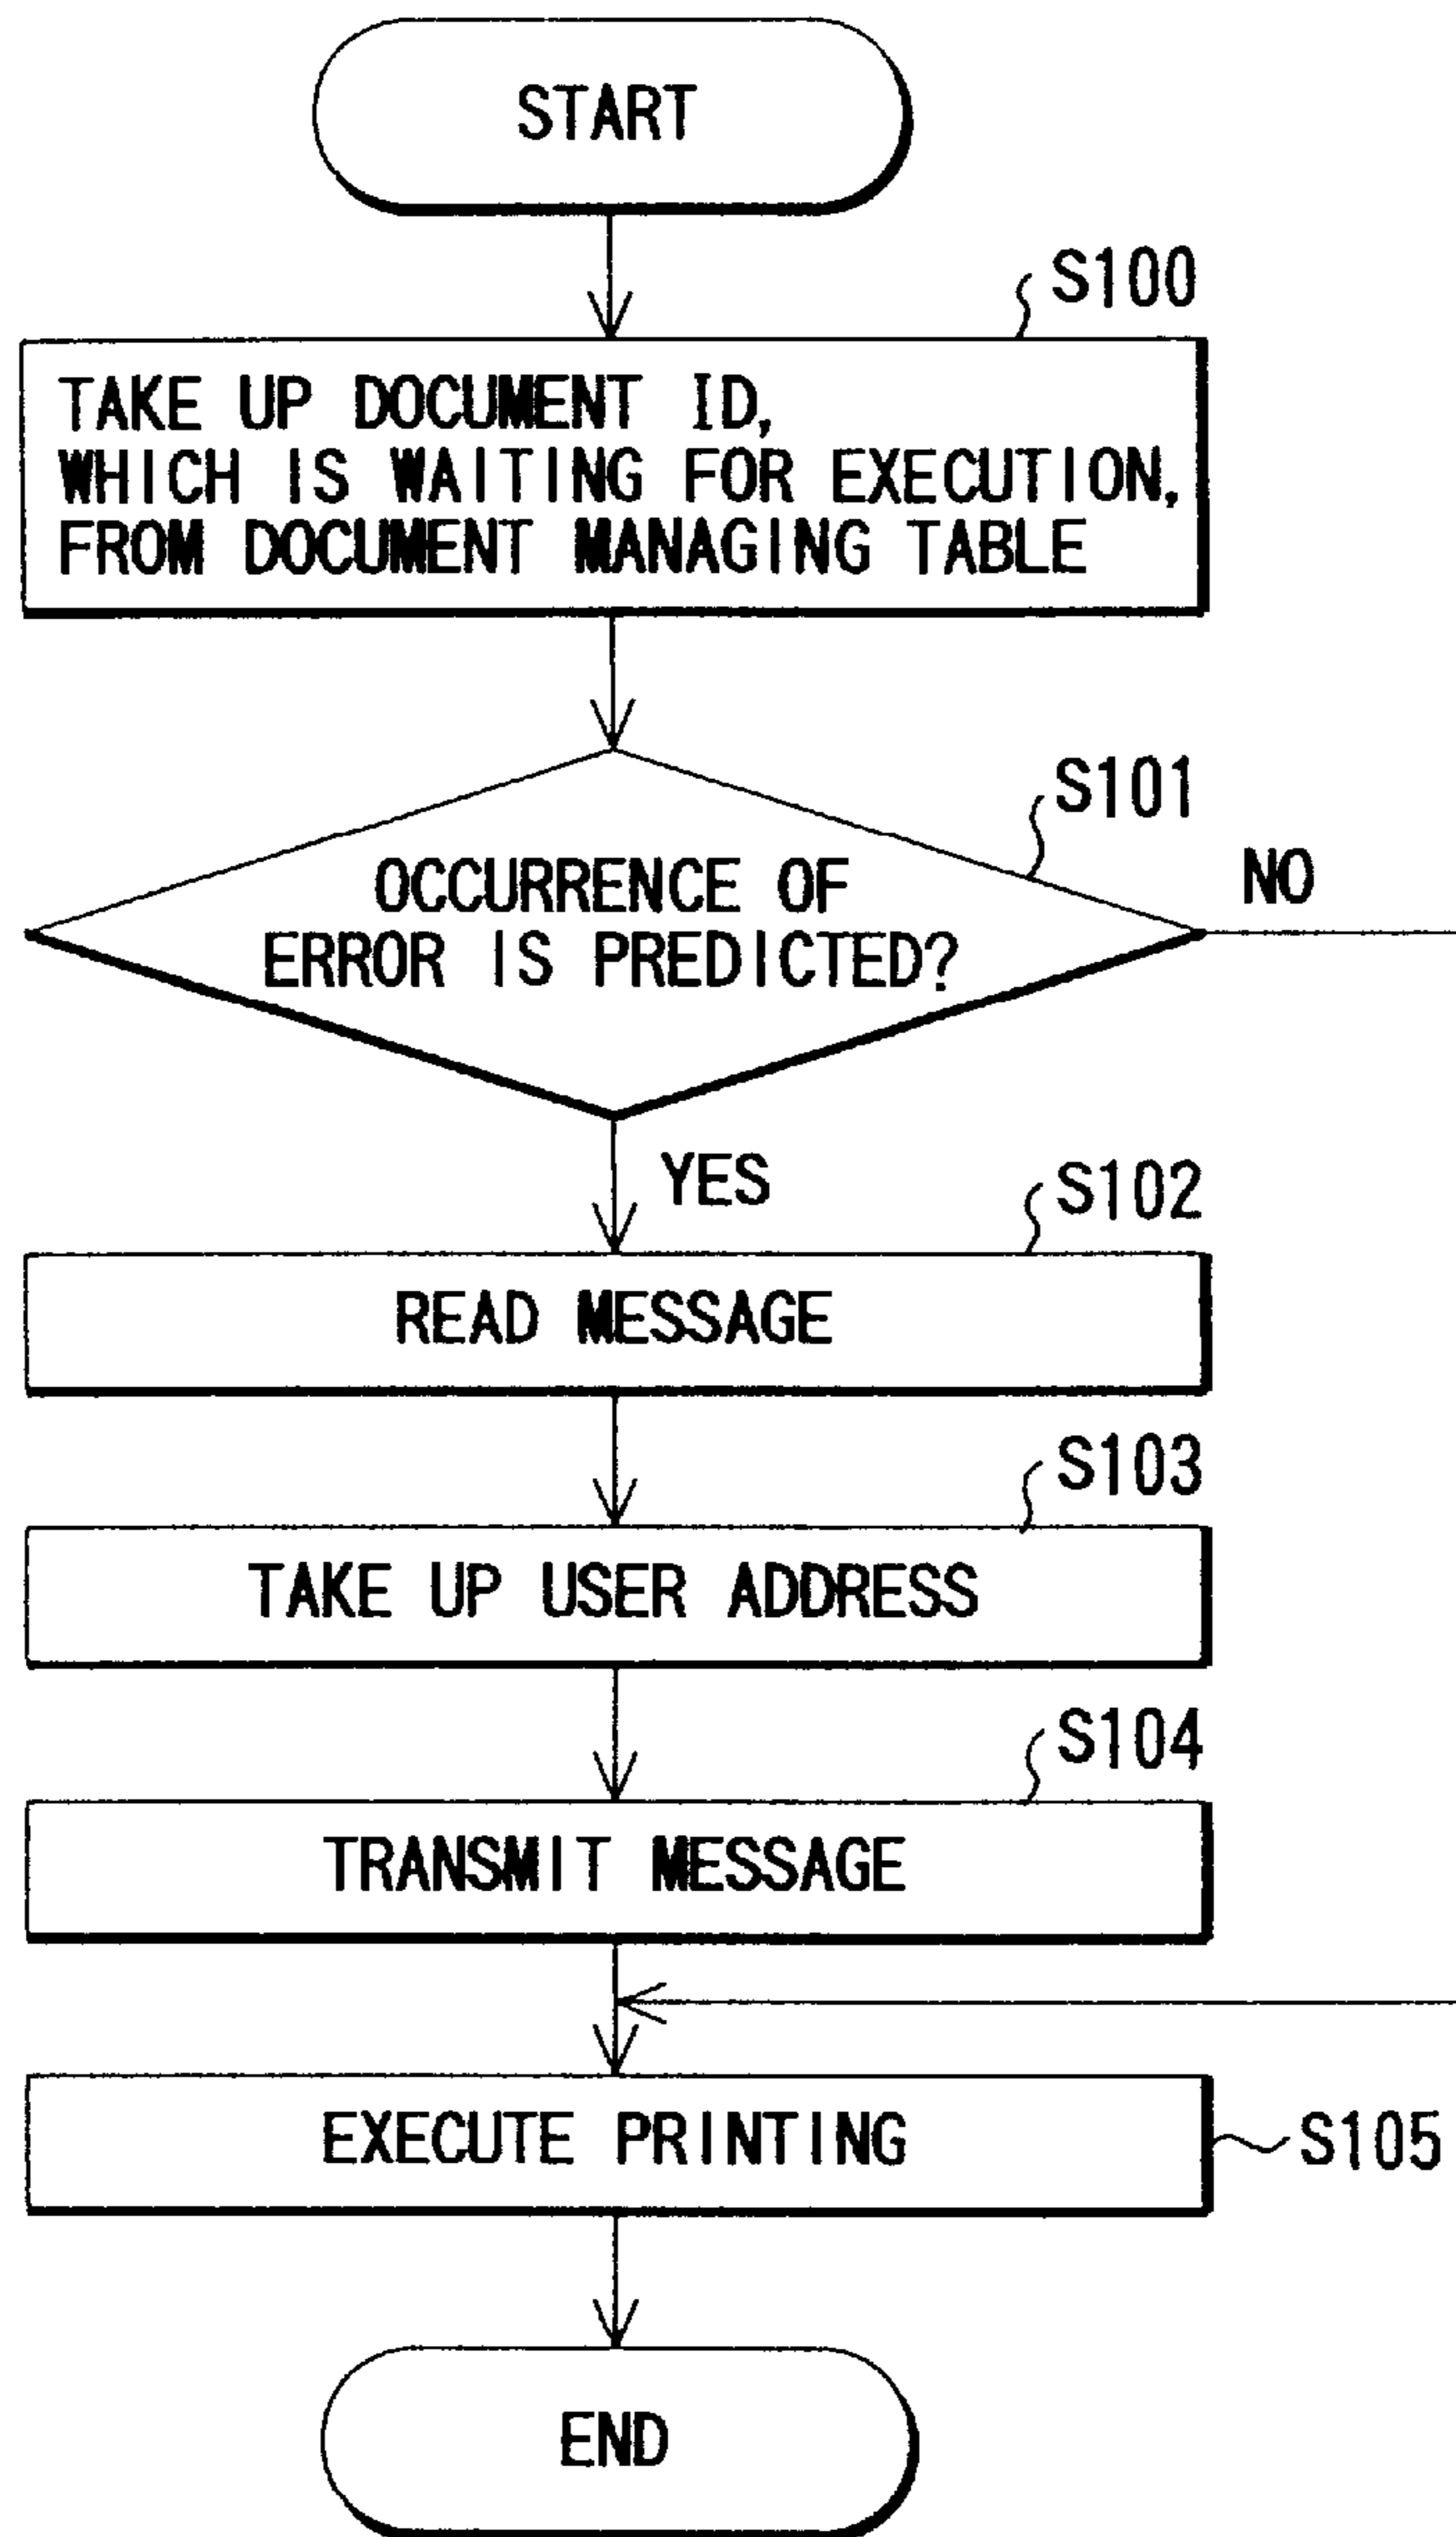 START
S100
TAKE UP DOCUMENT ID,
WHICH IS WAITING FOR EXECUTION,
FROM DOCUMENT MANAGING TABLE
S101
OCCURRENCE OF
ERROR IS PREDICTED?
NO
YES
S102
READ MESSAGE
S103
TAKE UP USER ADDRESS
S104
TRANSMIT MESSAGE
EXECUTE PRINTING
S105
END